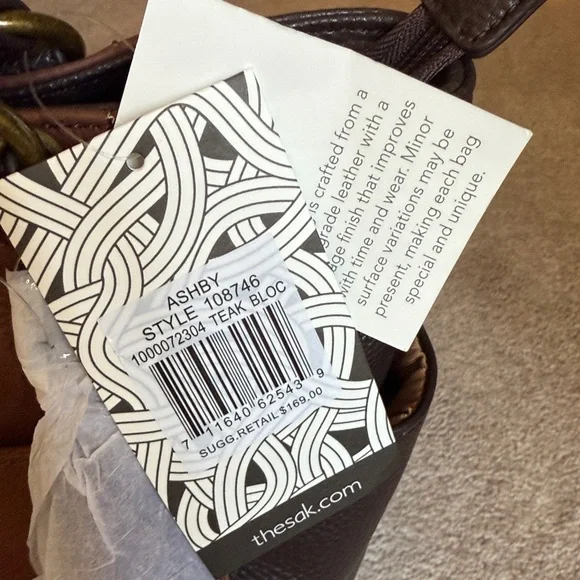 ASHBY
STYLE 108746
1000072304 TEAK BLOC
7 11640 62543 9
SUGG.RETAIL $169.00
thesak.com
is crafted from a
grade leather with a
finish that improves
with time and wear. Minor
surface variations may be
present, making each bag
special and unique.